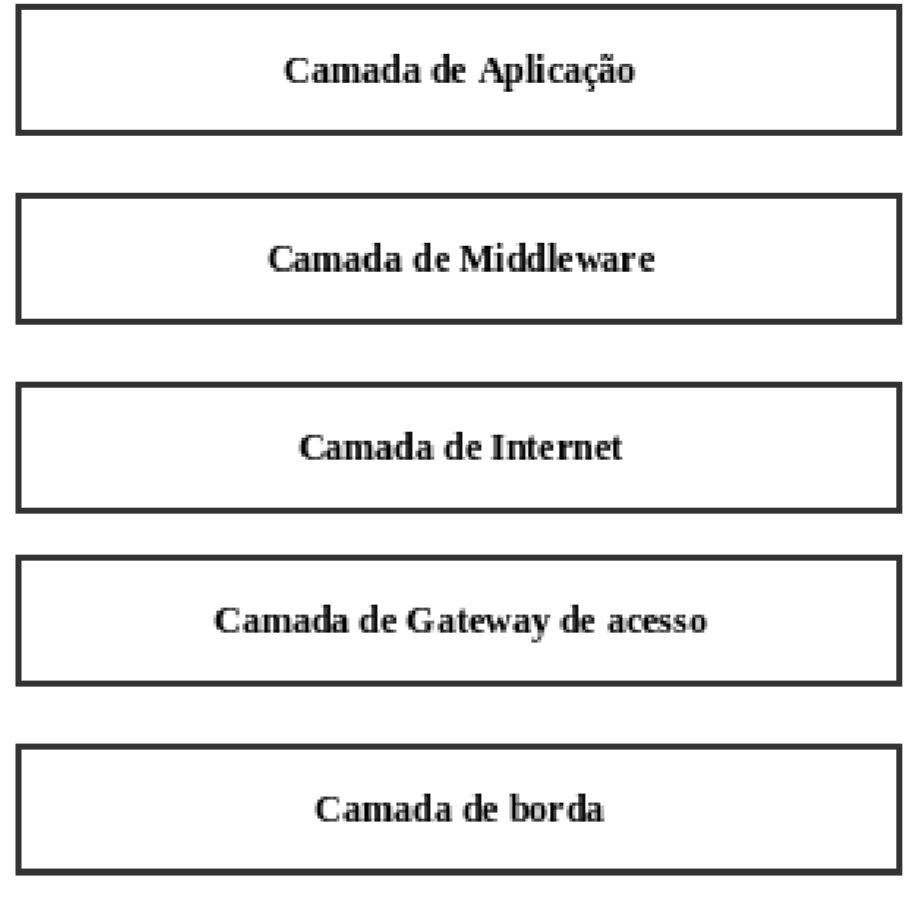 Camada de Aplicação
Camada de Middleware
Camada de Internet
Camada de Gateway de acesso
Camada de borda